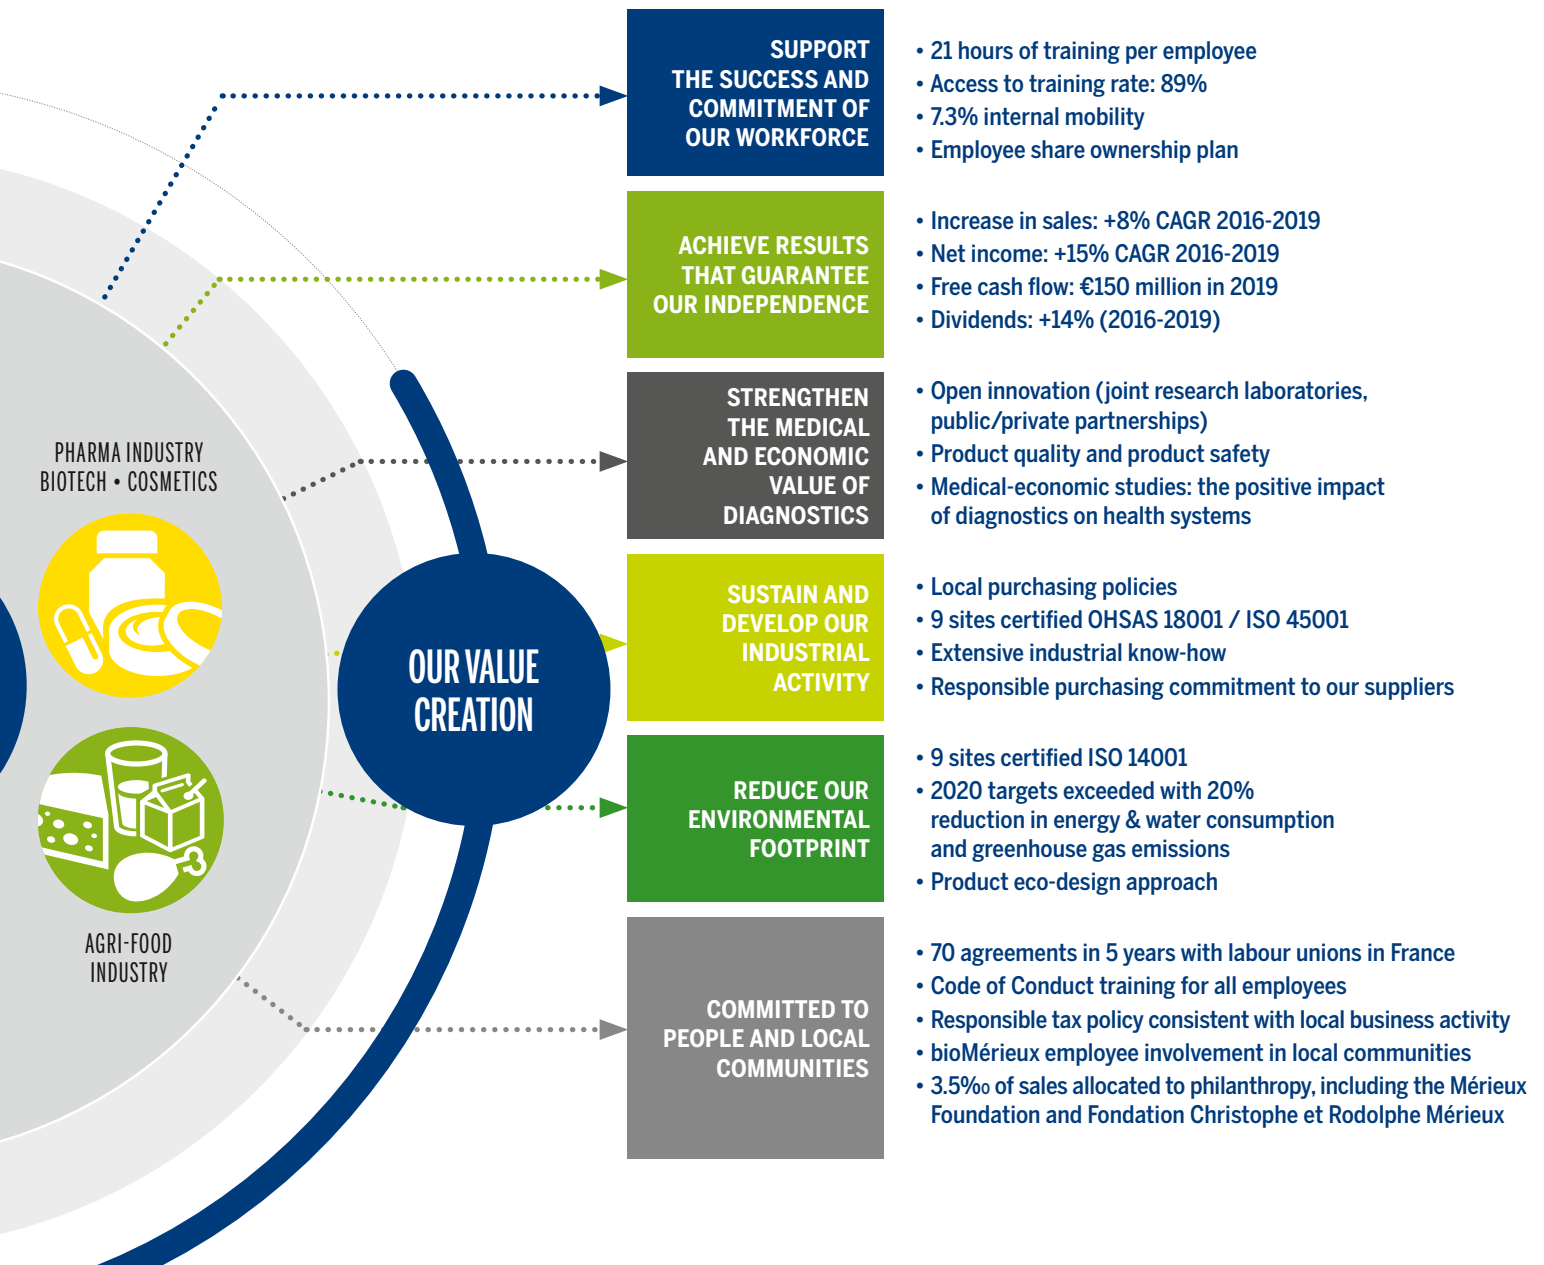 PHARMA INDUSTRY
BIOTECH • COSMETICS
AGRI-FOOD
INDUSTRY
OUR VALUE
CREATION
SUPPORT
THE SUCCESS AND
COMMITMENT OF
OUR WORKFORCE
• 21 hours of training per employee
• Access to training rate: 89%
• 7.3% internal mobility
• Employee share ownership plan
ACHIEVE RESULTS
THAT GUARANTEE
OUR INDEPENDENCE
• Increase in sales: +8% CAGR 2016-2019
• Net income: +15% CAGR 2016-2019
• Free cash flow: €150 million in 2019
• Dividends: +14% (2016-2019)
STRENGTHEN
THE MEDICAL
AND ECONOMIC
VALUE OF
DIAGNOSTICS
• Open innovation (joint research laboratories,
public/private partnerships)
• Product quality and product safety
• Medical-economic studies: the positive impact
of diagnostics on health systems
SUSTAIN AND
DEVELOP OUR
INDUSTRIAL
ACTIVITY
• Local purchasing policies
• 9 sites certified OHSAS 18001 / ISO 45001
• Extensive industrial know-how
• Responsible purchasing commitment to our suppliers
REDUCE OUR
ENVIRONMENTAL
FOOTPRINT
• 9 sites certified ISO 14001
• 2020 targets exceeded with 20%
reduction in energy & water consumption
and greenhouse gas emissions
• Product eco-design approach
COMMITTED TO
PEOPLE AND LOCAL
COMMUNITIES
• 70 agreements in 5 years with labour unions in France
• Code of Conduct training for all employees
• Responsible tax policy consistent with local business activity
• bioMérieux employee involvement in local communities
• 3.5‰ of sales allocated to philanthropy, including the Mérieux
Foundation and Fondation Christophe et Rodolphe Mérieux